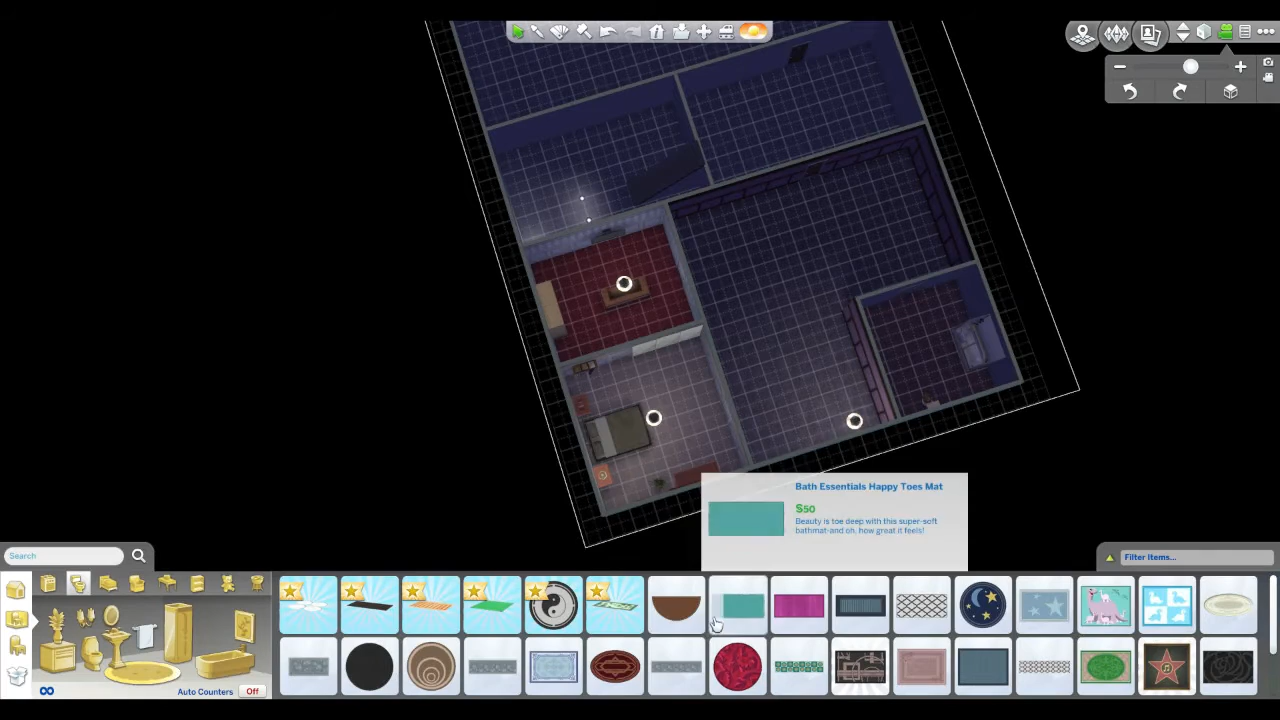 Bath Essentials Happy Toes Mat
$50
Beauty is toe deep with this super-soft
bathmat-and oh, how great it feels!
Search
Filter Items...
Auto Counters
Off